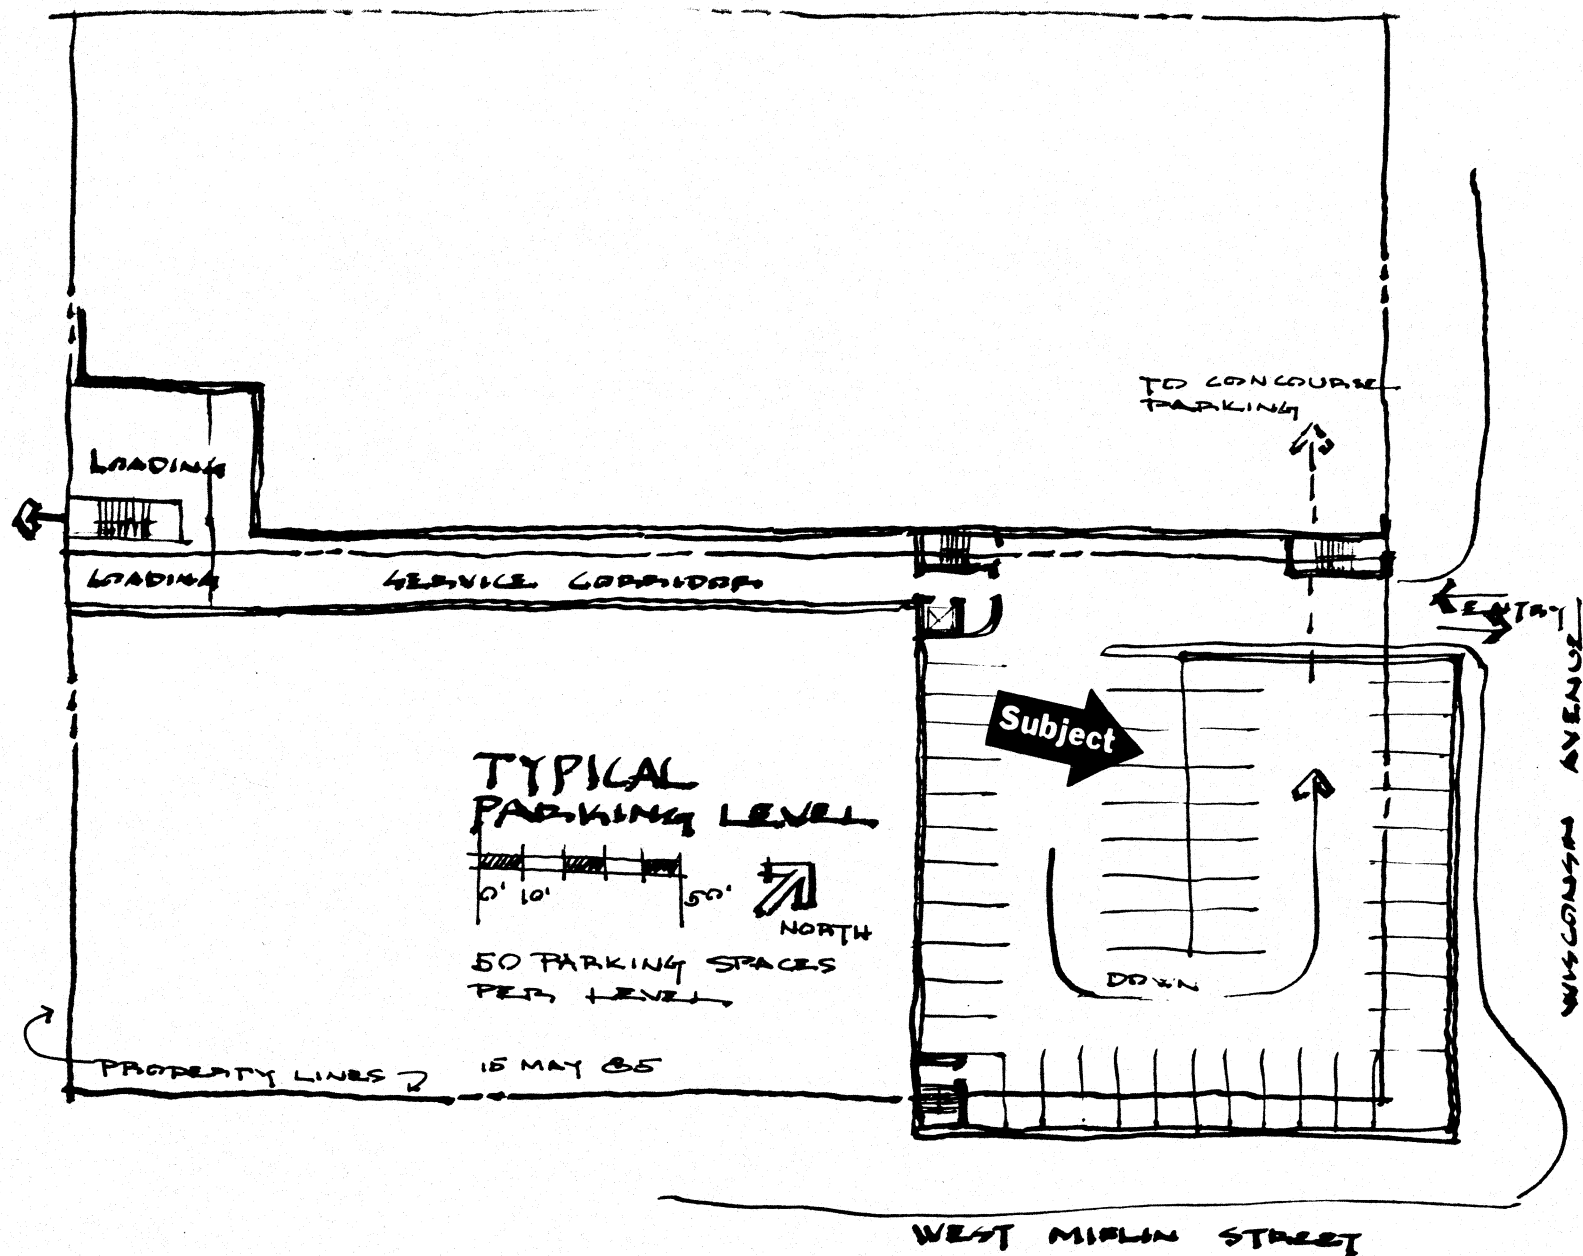 TO CONCOURSE
PARKING
LOADING
LOADING
SERVICE CORRIDOR
ENTRY
WISCONSIN AVENUE
Subject
TYPICAL
PARKING LEVEL
0' 10' 50'
NORTH
50 PARKING SPACES
PER LEVEL
DOWN
PROPERTY LINES
15 MAY 85
WEST MIFLIN STREET